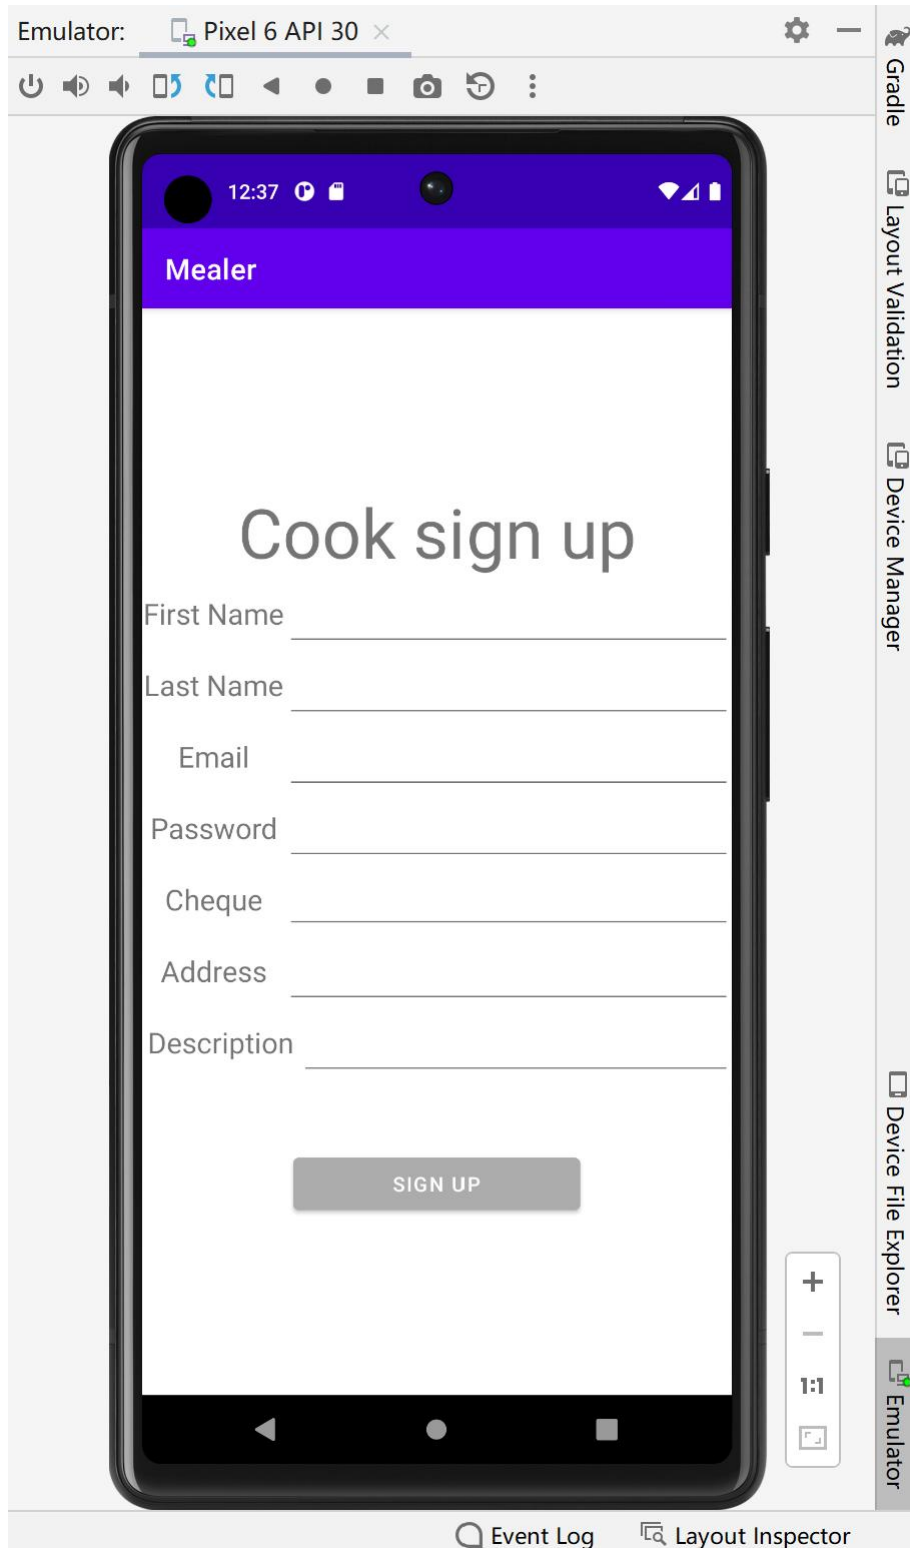 Emulator:
Pixel 6 API 30
12:37
Mealer
Cook sign up
First Name
Last Name
Email
Password
Cheque
Address
Description
SIGN UP
1:1
Gradle
Layout Validation
Device Manager
Device File Explorer
Emulator
Event Log
Layout Inspector